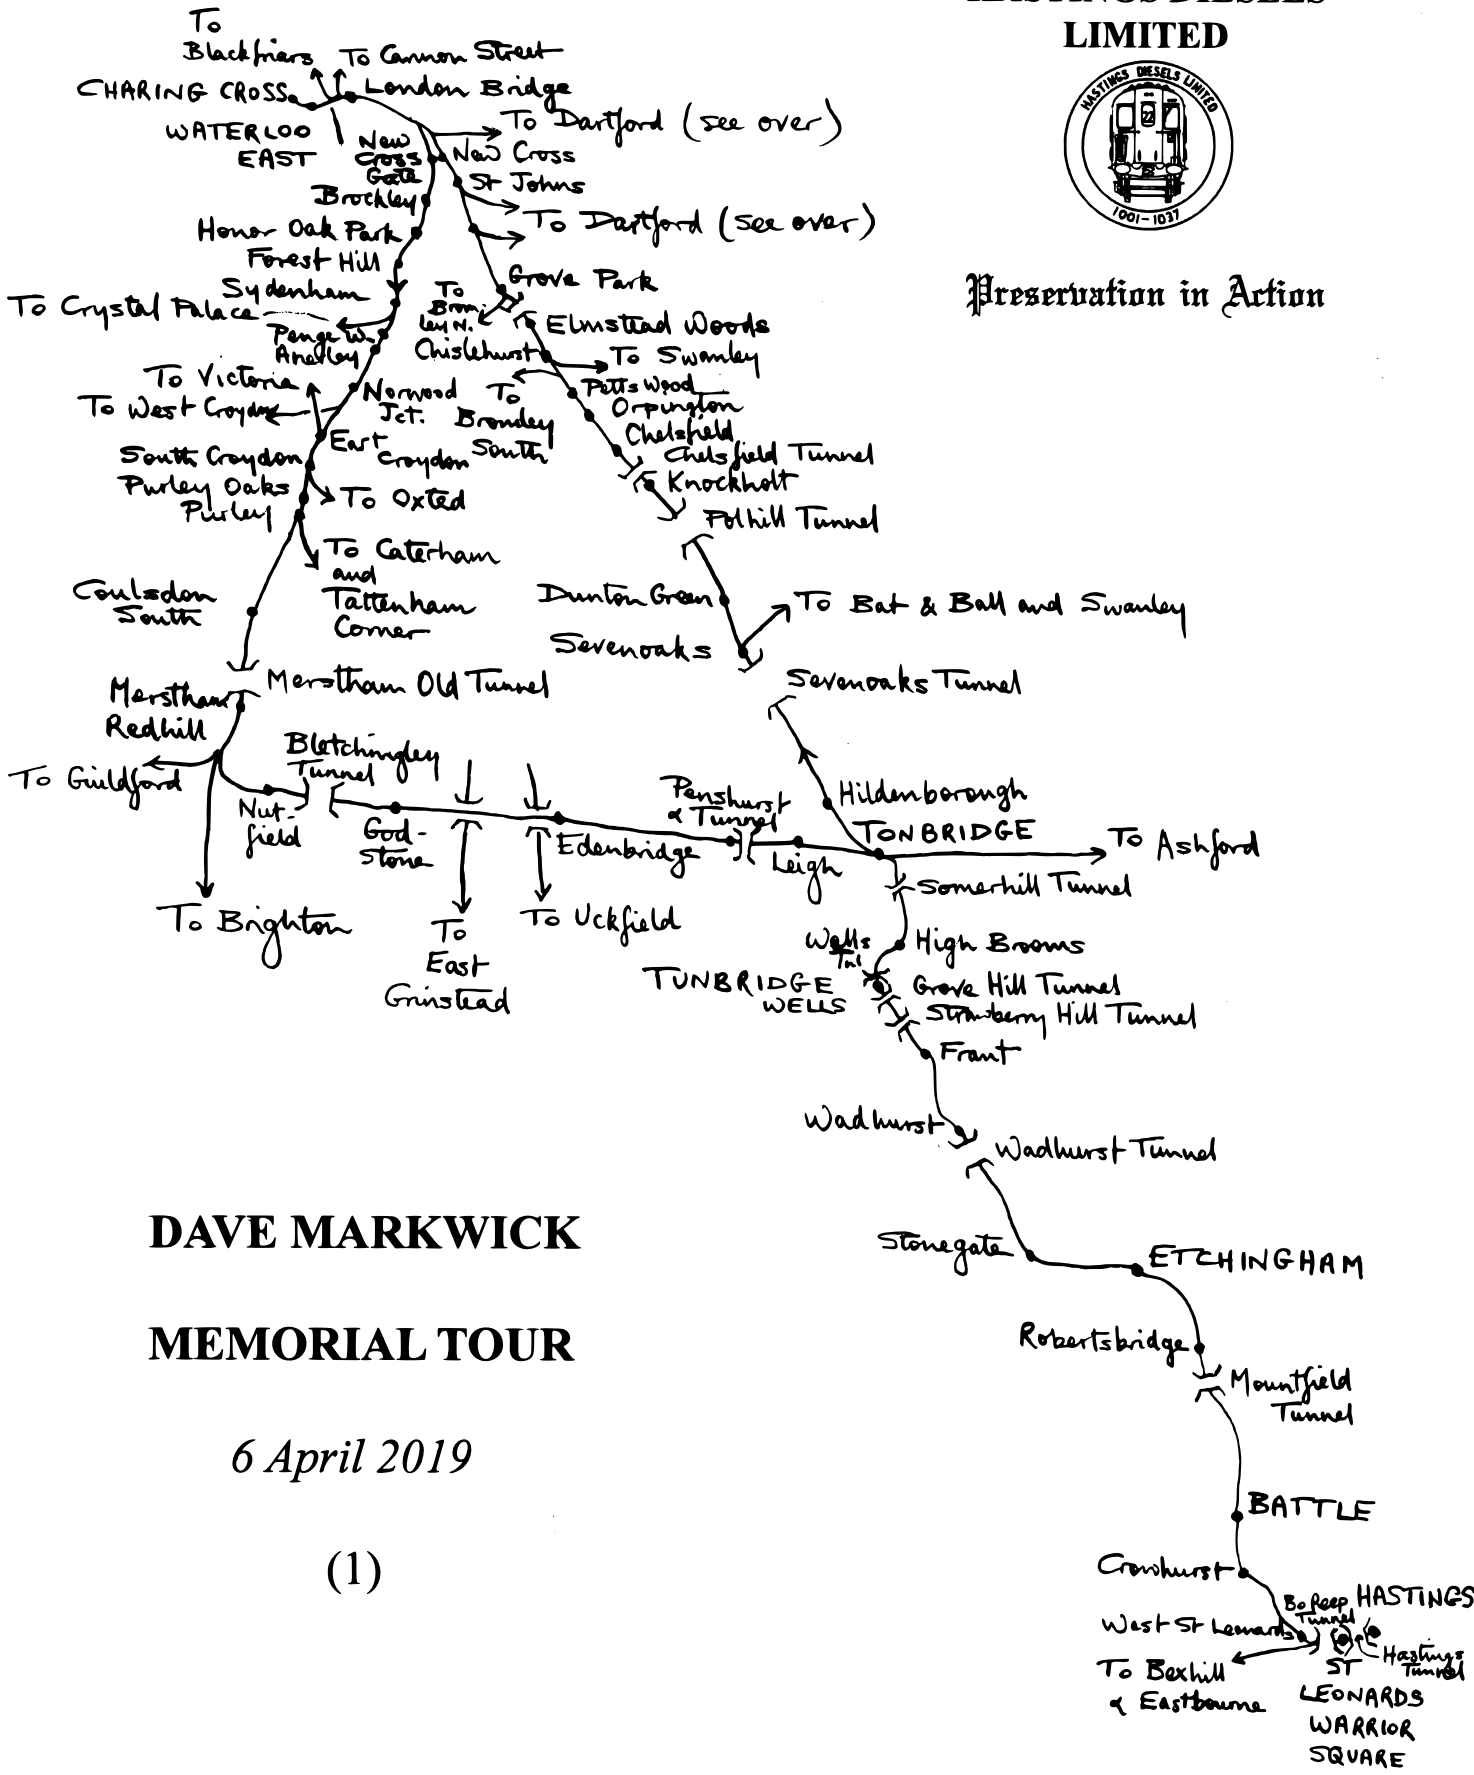 HASTINGS DIESELS
LIMITED
HASTINGS DIESELS LIMITED
22
1001-1037
Preservation in Action
To
Blackfriars
To Cannon Street
CHARING CROSS
London Bridge
WATERLOO
EAST
To Dartford (see over)
New
Cross
Gate
New Cross
St Johns
Brockley
To Dartford (see over)
Honor Oak Park
Forest Hill
Sydenham
Grove Park
To Crystal Palace
To
Brom-
ley N.
Penge W.
Anerley
Elmstead Woods
Chislehurst
To Swanley
To Victoria
Petts Wood
To West Croydon
Norwood
Jct.
To
Bromley
South
Orpington
Chelsfield
East
Croydon
South Croydon
Chelsfield Tunnel
Purley Oaks
To Oxted
Knockholt
Purley
Polhill Tunnel
To Caterham
and
Tattenham
Corner
Coulsdon
South
Dunton Green
To Bat & Ball and Swanley
Sevenoaks
Merstham Old Tunnel
Sevenoaks Tunnel
Merstham
Redhill
Bletchingley
Tunnel
To Guildford
Nut-
field
God-
stone
Edenbridge
Penshurst
& Tunnel
Leigh
Hildenborough
TONBRIDGE
To Ashford
Somerhill Tunnel
To Brighton
To
East
Grinstead
To Uckfield
Wells
Tnl
High Brooms
TUNBRIDGE
WELLS
Grove Hill Tunnel
Strawberry Hill Tunnel
Frant
Wadhurst
Wadhurst Tunnel
DAVE MARKWICK
MEMORIAL TOUR
6 April 2019
(1)
Stonegate
ETCHINGHAM
Robertsbridge
Mountfield
Tunnel
BATTLE
Crowhurst
Bo Peep
Tunnel
HASTINGS
West St Leonards
Hastings
Tunnel
To Bexhill
& Eastbourne
ST
LEONARDS
WARRIOR
SQUARE